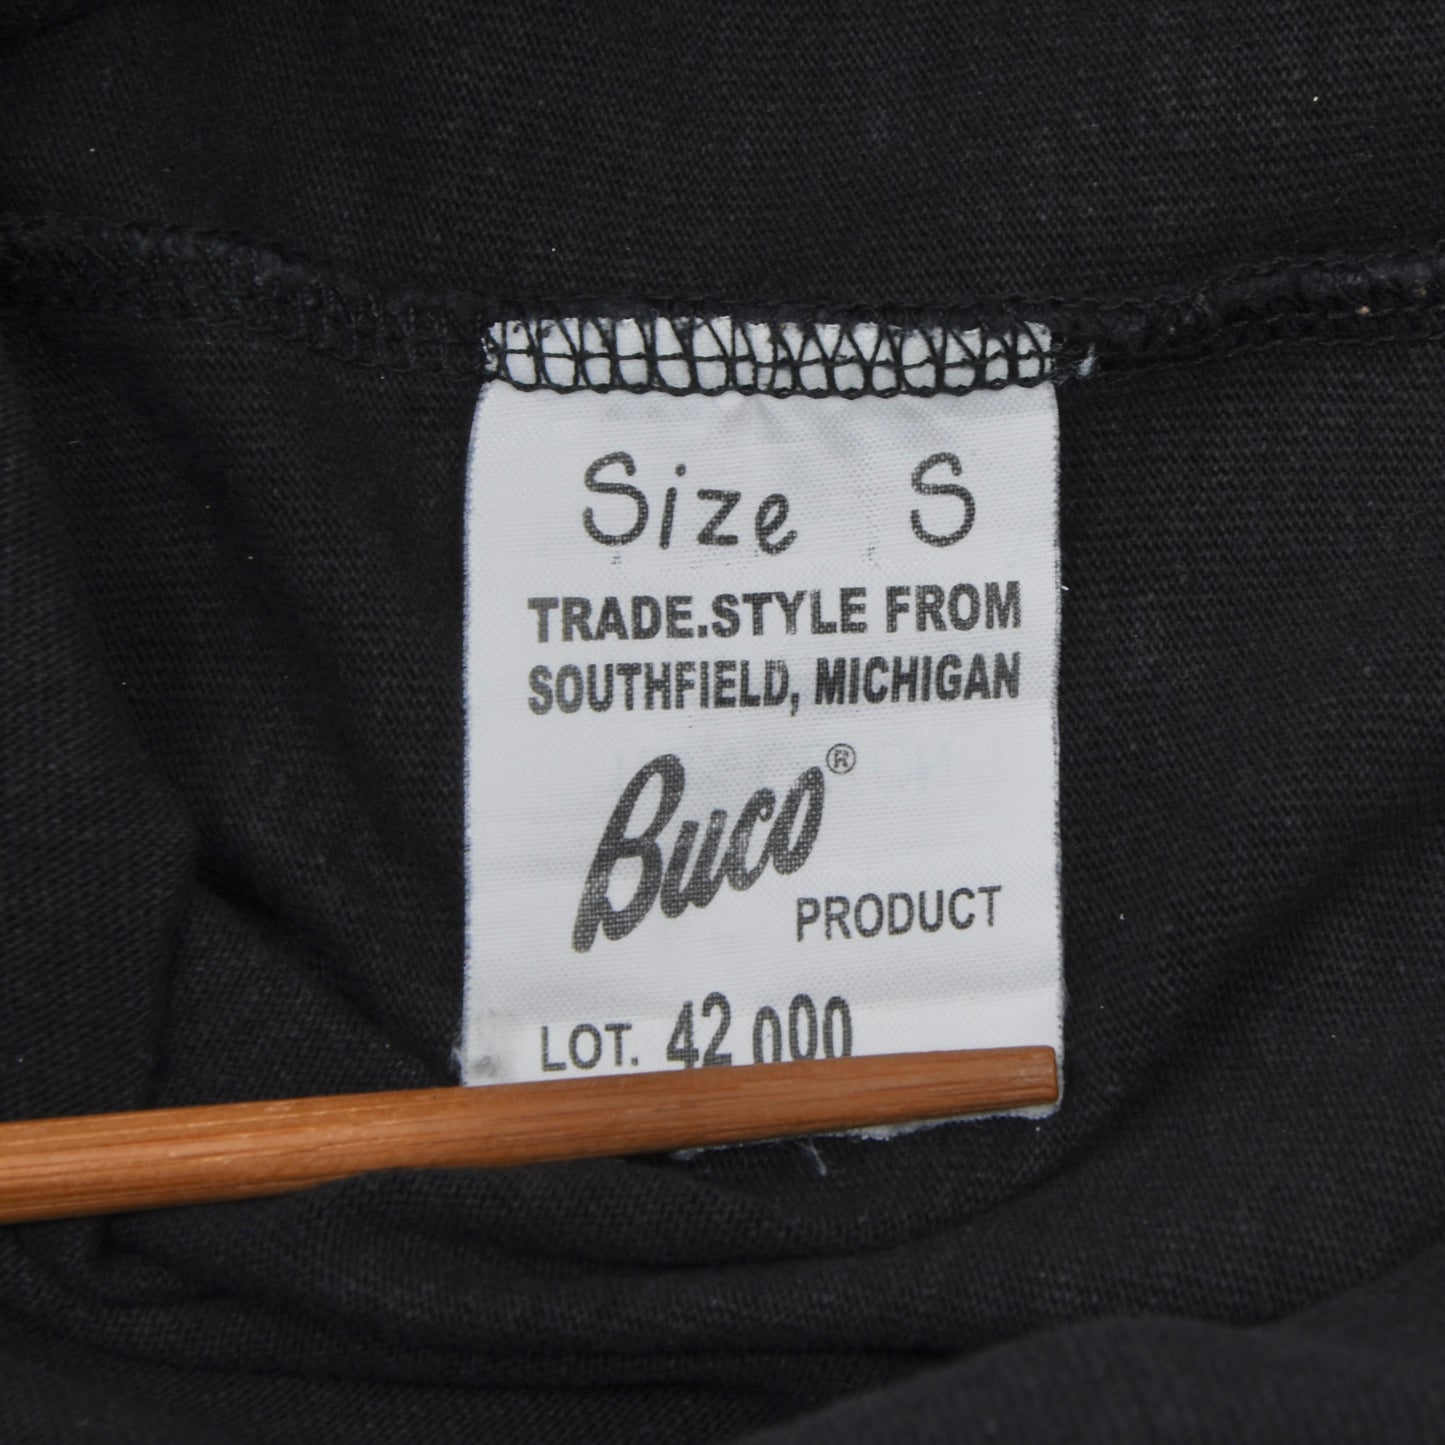 Size S
TRADE.STYLE FROM
SOUTHFIELD, MICHIGAN
Buco®
PRODUCT
LOT. 42 000